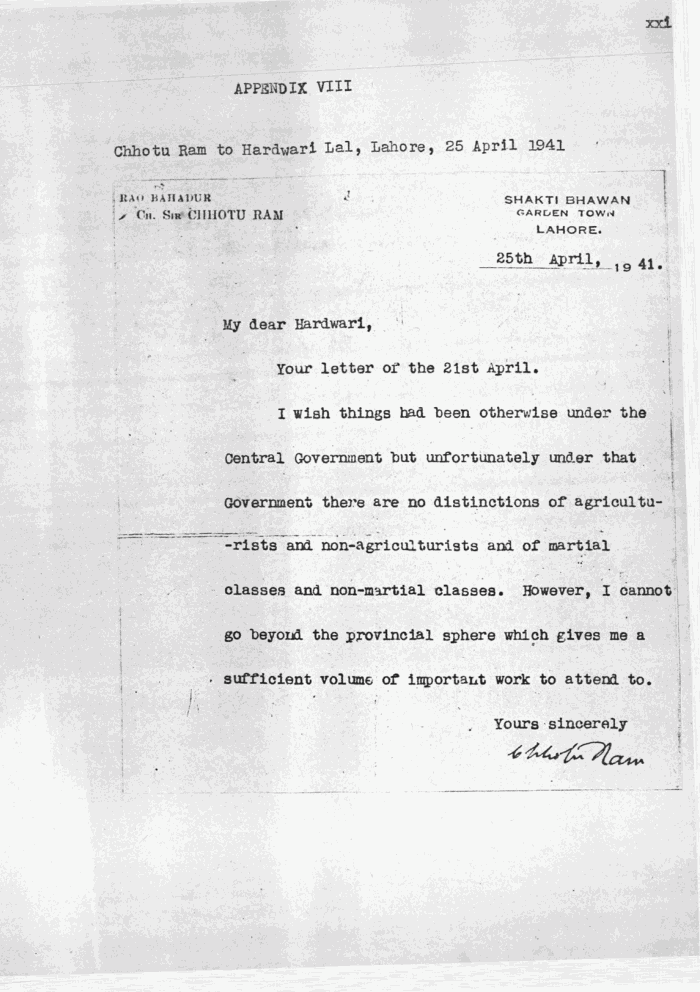 xxi
APPENDIX VIII
Chhotu Ram to Hardwari Lal, Lahore, 25 April 1941
RAO BAHADUR
CH. SIR CHHOTU RAM
SHAKTI BHAWAN
GARDEN TOWN
LAHORE.
25th April, 19 41.
My dear Hardwari,
Your letter of the 21st April.
I wish things had been otherwise under the
Central Government but unfortunately under that
Government there are no distinctions of agricultu-
-rists and non-agriculturists and of martial
classes and non-martial classes. However, I cannot
go beyond the provincial sphere which gives me a
sufficient volume of important work to attend to.
Yours sincerely
Chhotu Ram